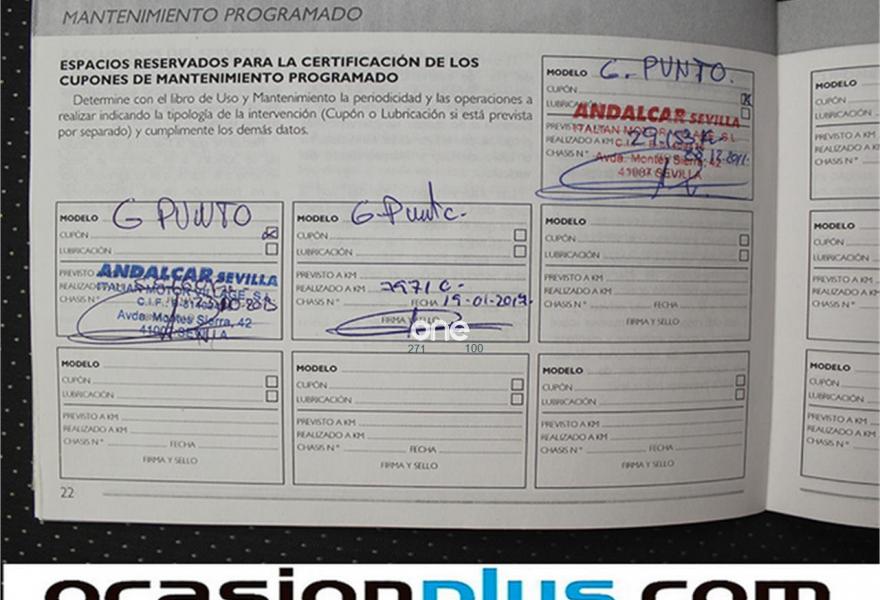 MANTENIMIENTO PROGRAMADO
ESPACIOS RESERVADOS PARA LA CERTIFICACIÓN DE LOS
CUPONES DE MANTENIMIENTO PROGRAMADO
Determine con el libro de Uso y Mantenimiento la periodicidad y las operaciones a
realizar indicando la tipología de la intervención (Cupón o Lubricación si está prevista
por separado) y cumplimente los demás datos.
MODELO G. PUNTO.
CUPÓN X
ANDALCAR SEVILLA
ITALIAN MOTOR VILLAGE, S.L
REALIZADO A KM
CHASIS N°
Avda. Montes Sierra, 42
41007 SEVILLA
MODELO
CUPÓN
LUBRICACIÓN
PREVISTO A KM
REALIZADO A KM
CHASIS N°
MODELO G PUNTO
CUPÓN X
LUBRICACIÓN
PREVISTO
ANDALCAR SEVILLA
ITALIAN MOTOR VILLAGE, S.A.
CHASIS N°
C.I.F.:
Avda. Montes Sierra, 42
41007 SEVILLA
MODELO G-Punto-
CUPÓN
LUBRICACIÓN
PREVISTO A KM
REALIZADO A KM
CHASIS N° FECHA 19-01-2017-
FIRMA Y SELLO
one
271 100
MODELO
CUPÓN
LUBRICACIÓN
PREVISTO A KM
REALIZADO A KM
CHASIS N° FECHA
FIRMA Y SELLO
MODELO
CUPÓN
LUBRICACIÓN
PREVISTO A KM
REALIZADO A KM
CHASIS N°
MODELO
CUPÓN
LUBRICACIÓN
PREVISTO A KM
REALIZADO A KM
CHASIS N° FECHA
FIRMA Y SELLO
MODELO
CUPÓN
LUBRICACIÓN
PREVISTO A KM
REALIZADO A KM
CHASIS N° FECHA
FIRMA Y SELLO
MODELO
CUPÓN
LUBRICACIÓN
PREVISTO A KM
REALIZADO A KM
CHASIS N° FECHA
FIRMA Y SELLO
MODELO
CUPÓN
LUBRICACIÓN
PREVISTO A KM
REALIZADO A KM
CHASIS N°
22
ocasionplus.com